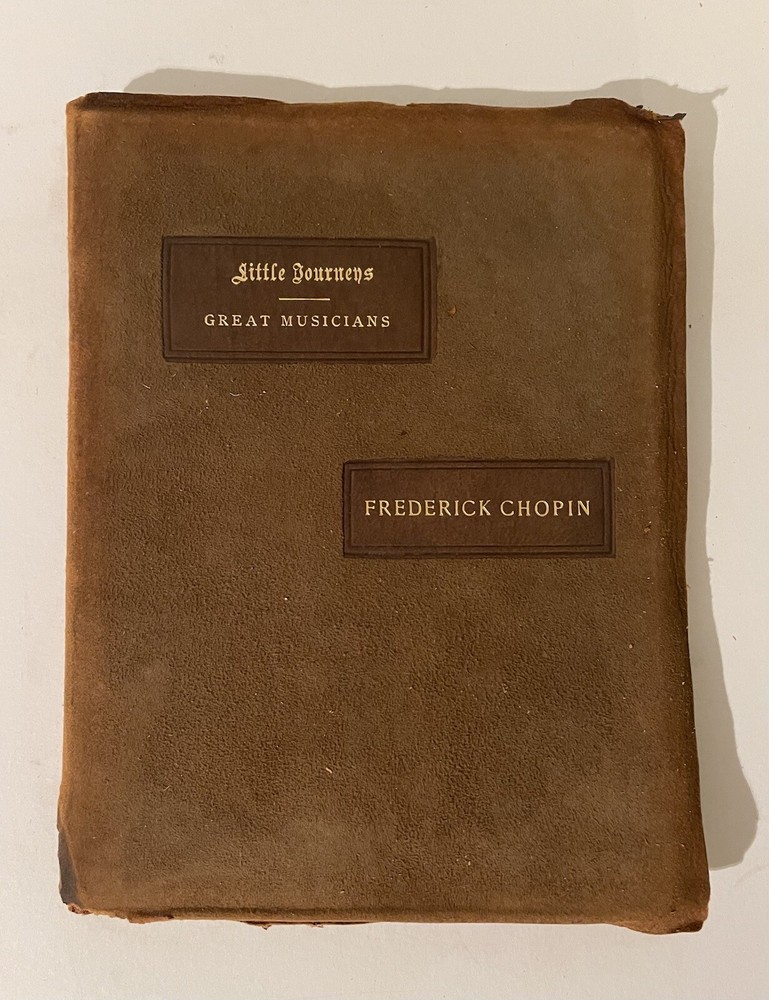 Little Journeys
GREAT MUSICIANS
FREDERICK CHOPIN